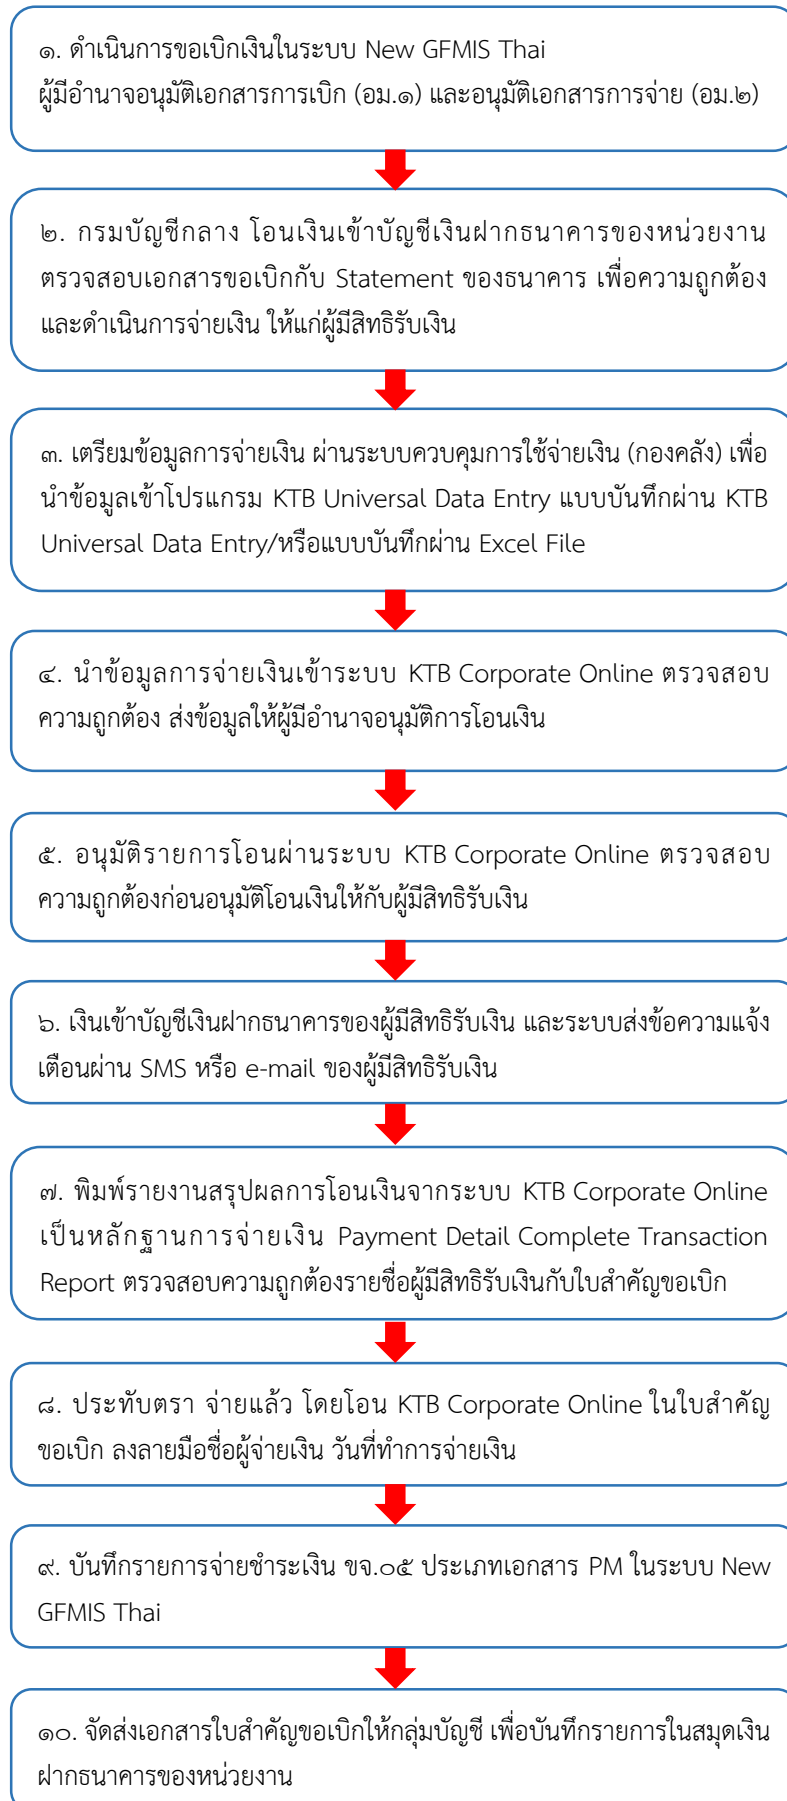 ๑. ดำเนินการขอเบิกเงินในระบบ New GFMIS Thai
ผู้มีอำนาจอนุมัติเอกสารการเบิก (อม.๑) และอนุมัติเอกสารการจ่าย (อม.๒)
๒. กรมบัญชีกลาง โอนเงินเข้าบัญชีเงินฝากธนาคารของหน่วยงาน
ตรวจสอบเอกสารขอเบิกกับ Statement ของธนาคาร เพื่อความถูกต้อง
และดำเนินการจ่ายเงิน ให้แก่ผู้มีสิทธิรับเงิน
๓. เตรียมข้อมูลการจ่ายเงิน ผ่านระบบควบคุมการใช้จ่ายเงิน (กองคลัง) เพื่อ
นำข้อมูลเข้าโปรแกรม KTB Universal Data Entry แบบบันทึกผ่าน KTB
Universal Data Entry/หรือแบบบันทึกผ่าน Excel File
๔. นำข้อมูลการจ่ายเงินเข้าระบบ KTB Corporate Online ตรวจสอบ
ความถูกต้อง ส่งข้อมูลให้ผู้มีอำนาจอนุมัติการโอนเงิน
๕. อนุมัติรายการโอนผ่านระบบ KTB Corporate Online ตรวจสอบ
ความถูกต้องก่อนอนุมัติโอนเงินให้กับผู้มีสิทธิรับเงิน
๖. เงินเข้าบัญชีเงินฝากธนาคารของผู้มีสิทธิรับเงิน และระบบส่งข้อความแจ้ง
เตือนผ่าน SMS หรือ e-mail ของผู้มีสิทธิรับเงิน
๗. พิมพ์รายงานสรุปผลการโอนเงินจากระบบ KTB Corporate Online
เป็นหลักฐานการจ่ายเงิน Payment Detail Complete Transaction
Report ตรวจสอบความถูกต้องรายชื่อผู้มีสิทธิรับเงินกับใบสำคัญขอเบิก
๘. ประทับตรา จ่ายแล้ว โดยโอน KTB Corporate Online ในใบสำคัญ
ขอเบิก ลงลายมือชื่อผู้จ่ายเงิน วันที่ทำการจ่ายเงิน
๙. บันทึกรายการจ่ายชำระเงิน ขจ.๐๕ ประเภทเอกสาร PM ในระบบ New
GFMIS Thai
๑๐. จัดส่งเอกสารใบสำคัญขอเบิกให้กลุ่มบัญชี เพื่อบันทึกรายการในสมุดเงิน
ฝากธนาคารของหน่วยงาน